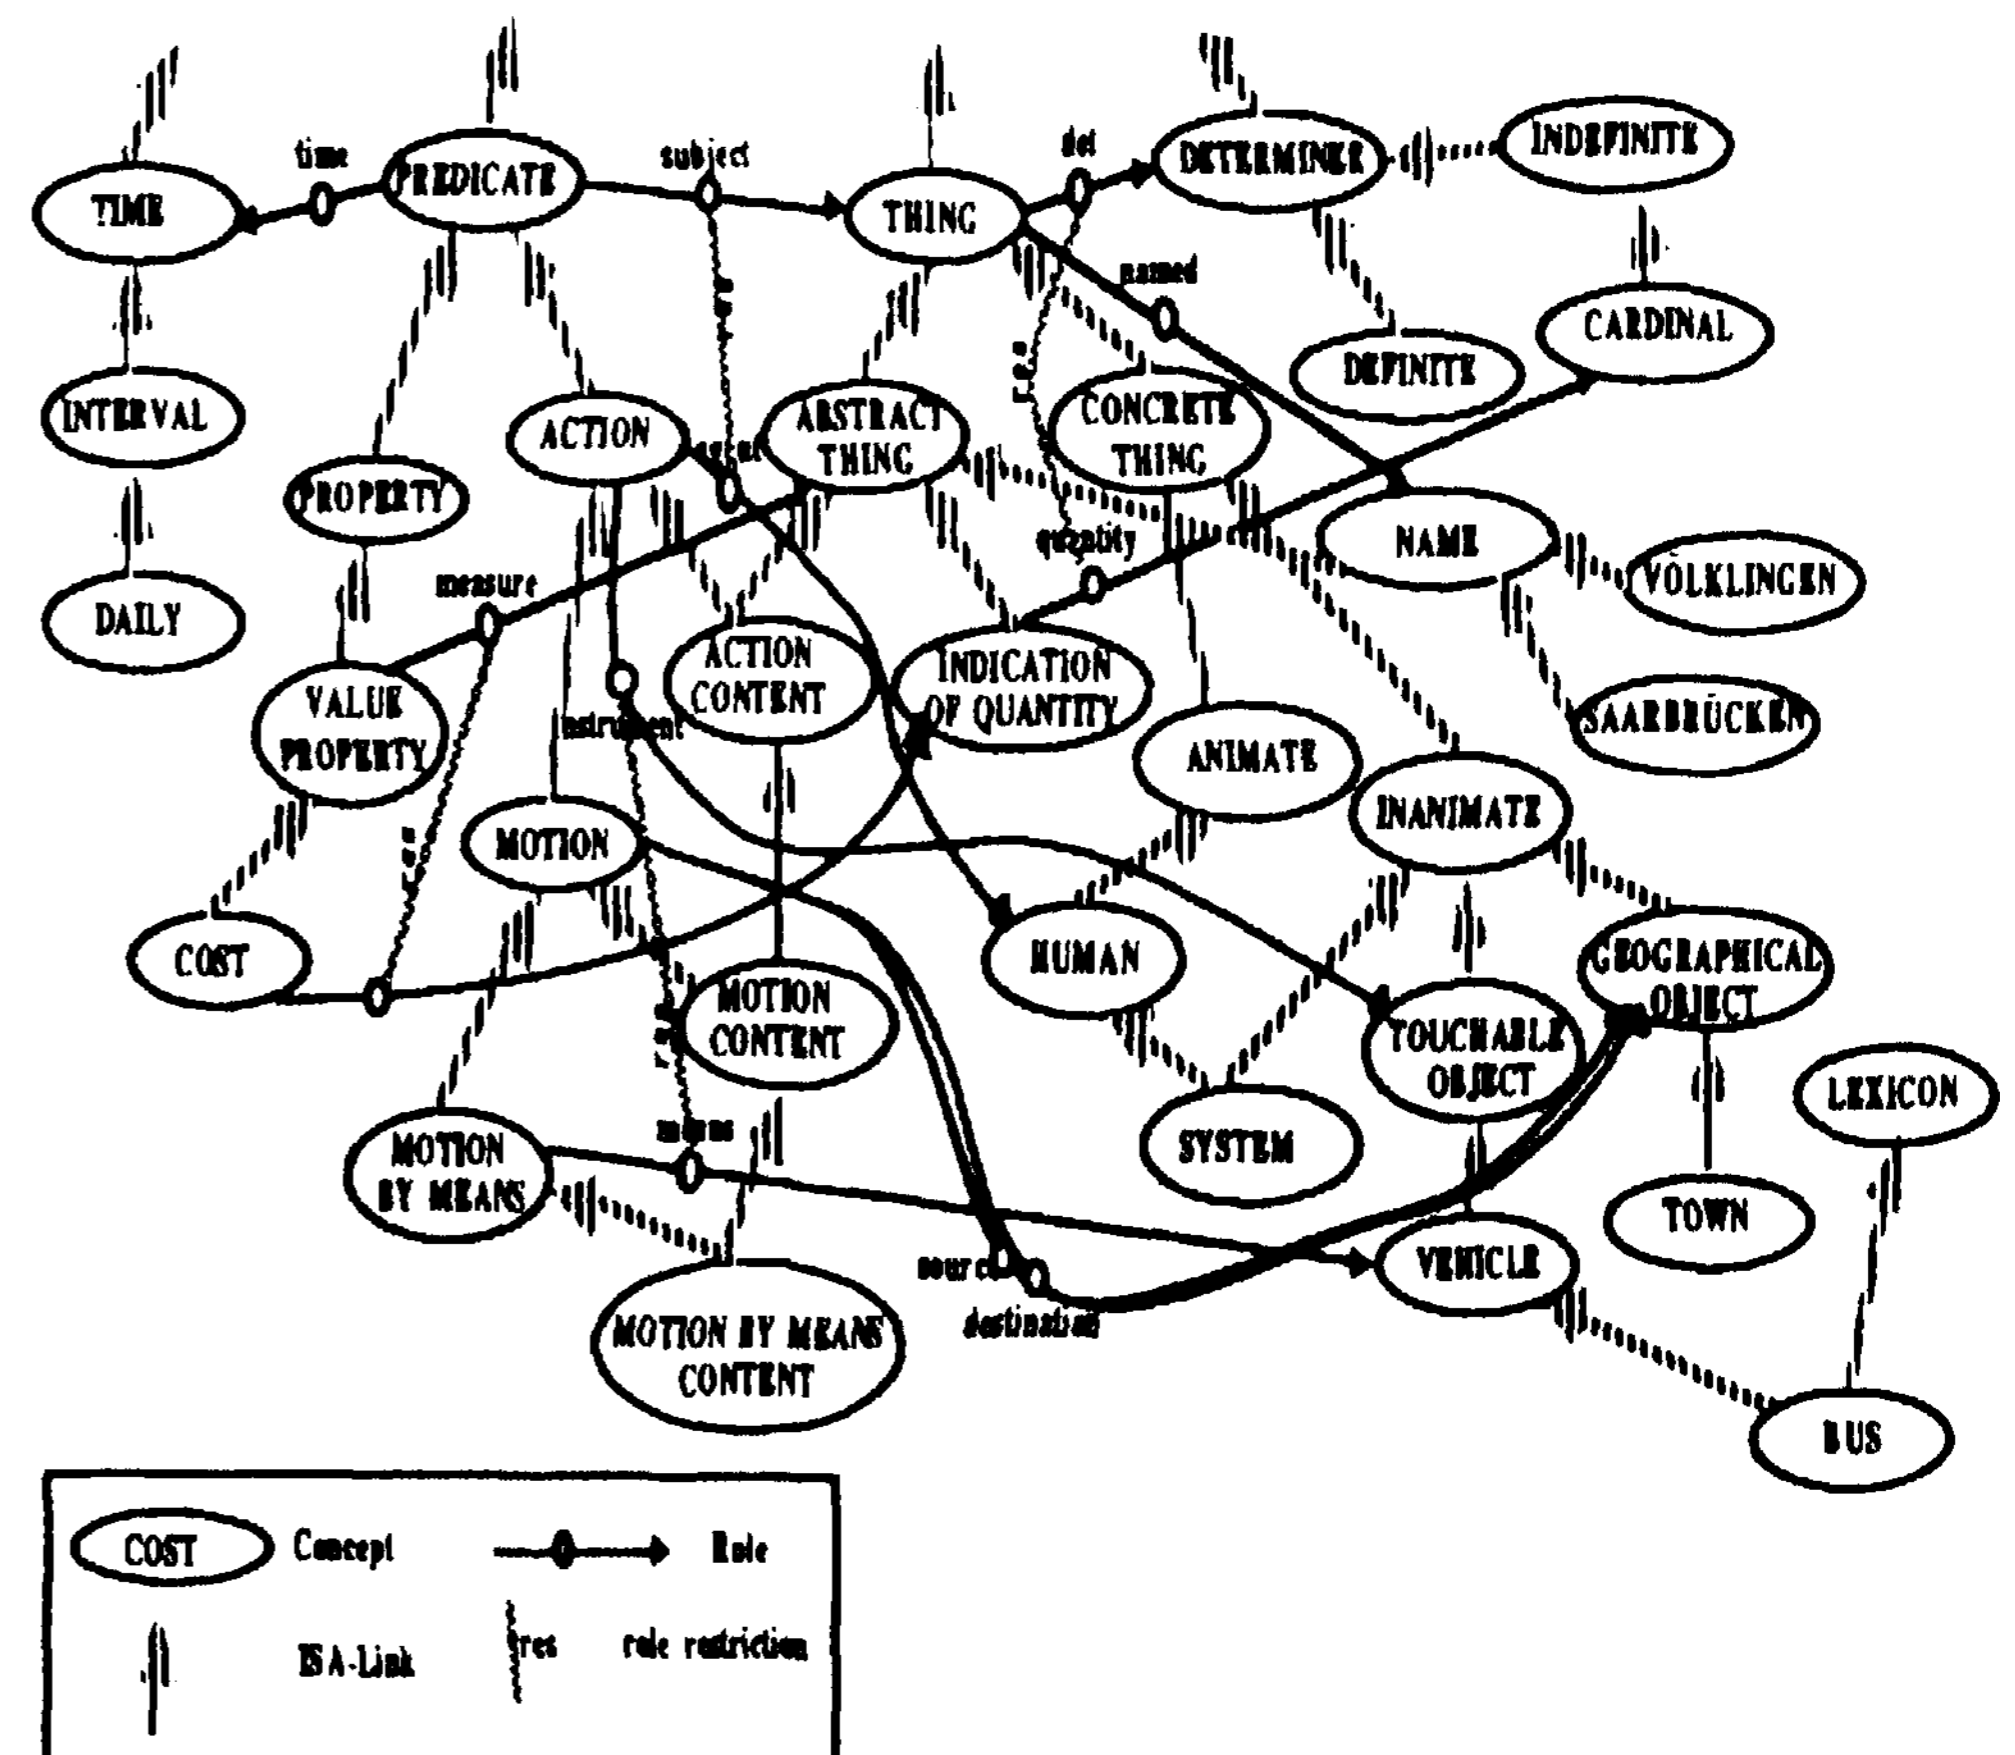 time
PREDICATE
subject
det
DETERMINER
INDEFINITE
TIME
THING
named
CARDINAL
DEFINITE
INTERVAL
ACTION
ABSTRACT
THING
CONCRETE
THING
res
PROPERTY
NAME
quantity
VÖLKLINGEN
measure
DAILY
ACTION
CONTENT
INDICATION
OF QUANTITY
VALUE
PROPERTY
instrument
SAARBRÜCKEN
ANIMATE
INANIMATE
MOTION
res
COST
HUMAN
GEOGRAPHICAL
OBJECT
MOTION
CONTENT
TOUCHABLE
OBJECT
LEXICON
MOTION
BY MEANS
means
SYSTEM
TOWN
source
VEHICLE
destination
MOTION BY MEANS
CONTENT
BUS
COST Concept Role
ISA-Link res role restriction